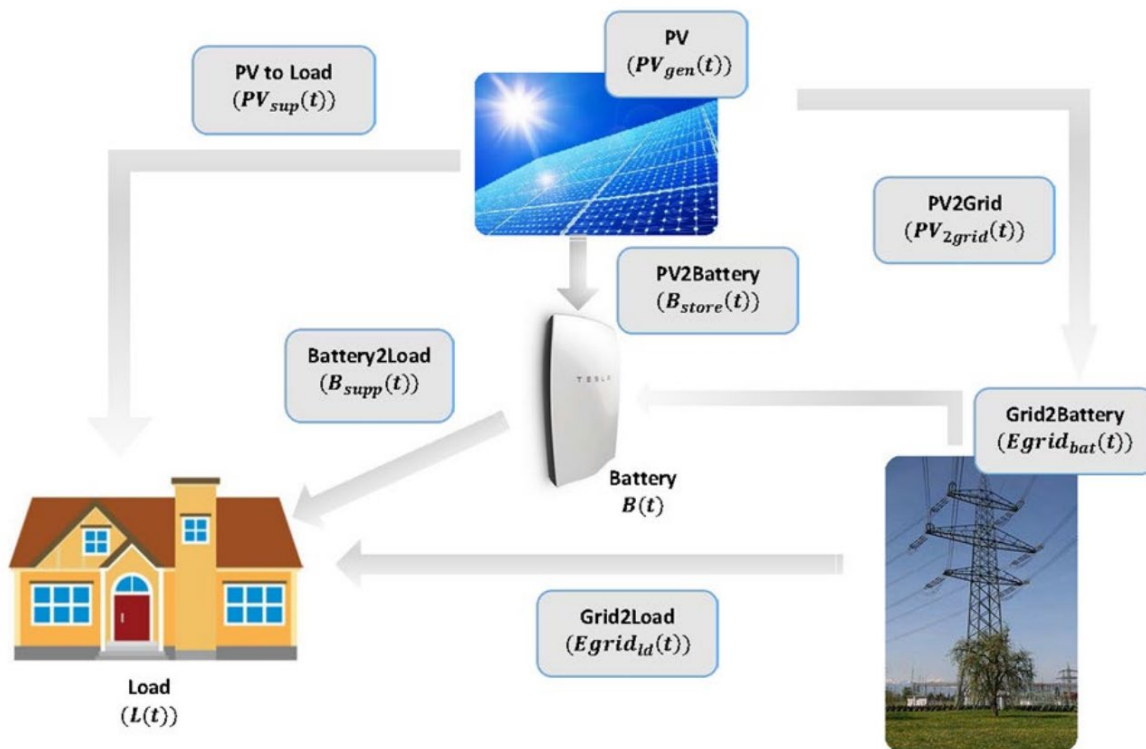 PV
(PV_gen(t))
PV to Load
(PV_sup(t))
PV2Grid
(PV_2grid(t))
PV2Battery
(B_store(t))
Battery2Load
(B_supp(t))
TESLA
Grid2Battery
(Egrid_bat(t))
Battery
B(t)
Grid2Load
(Egrid_ld(t))
Load
(L(t))